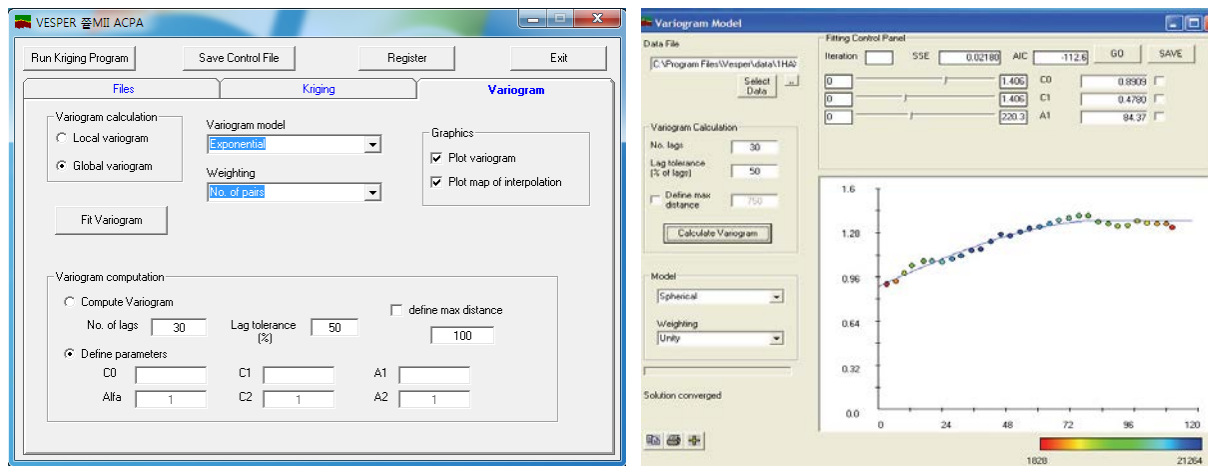 VESPER 쫄MII ACPA
Run Kriging Program Save Control File Register Exit
Files Kriging Variogram
Variogram calculation
Local variogram
Global variogram
Variogram model
Exponential
Weighting
No. of pairs
Graphics
Plot variogram
Plot map of interpolation
Fit Variogram
Variogram computation
Compute Variogram
No. of lags 30 Lag tolerance (%) 50
define max distance
100
Define parameters
C0 C1 A1
Alfa 1 C2 1 A2 1
Variogram Model
Data File
C:\Program Files\Vesper\data\1HA
Select Data ..
Fitting Control Panel
Iteration SSE 0.02180 AIC -112.6 GO SAVE
0 1.406 C0 0.8909
0 1.406 C1 0.4780
0 220.3 A1 84.37
Variogram Calculation
No. lags 30
Lag tolerance
(% of lags) 50
Define max
distance 750
Calculate Variogram
Model
Spherical
Weighting
Unity
Solution converged
1.6
1.28
0.96
0.64
0.32
0.0
0 24 48 72 96 120
1828 21264